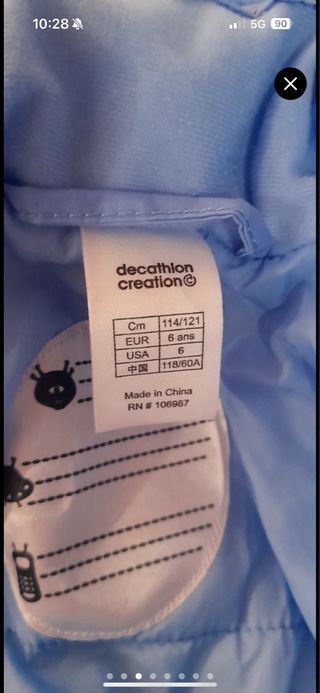 10:28
5G
90
decathlon
creation©
Cm 114/121
EUR 6 ans
USA 6
中国 118/60A
Made in China
RN # 106987